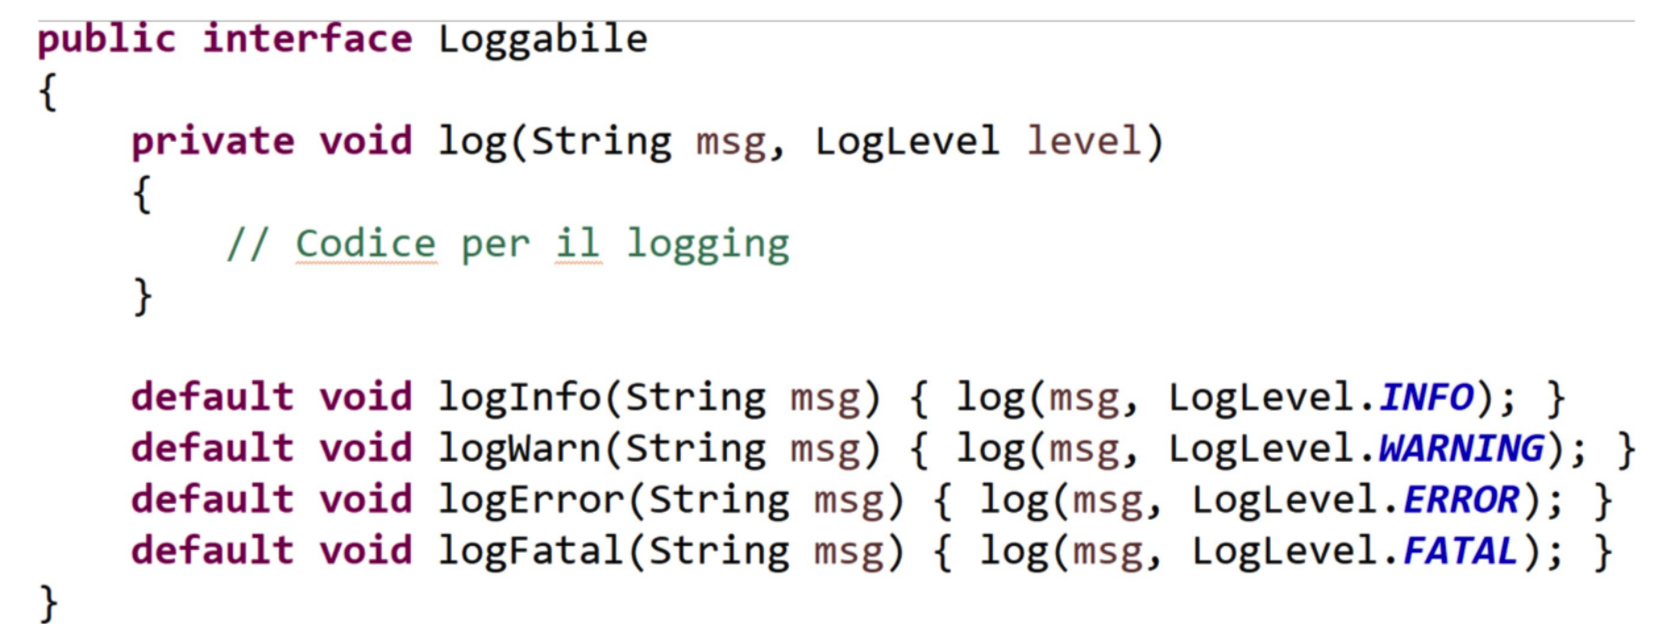 public interface Loggabile
{
    private void log(String msg, LogLevel level)
    {
        // Codice per il logging
    }

    default void logInfo(String msg) { log(msg, LogLevel.INFO); }
    default void logWarn(String msg) { log(msg, LogLevel.WARNING); }
    default void logError(String msg) { log(msg, LogLevel.ERROR); }
    default void logFatal(String msg) { log(msg, LogLevel.FATAL); }
}